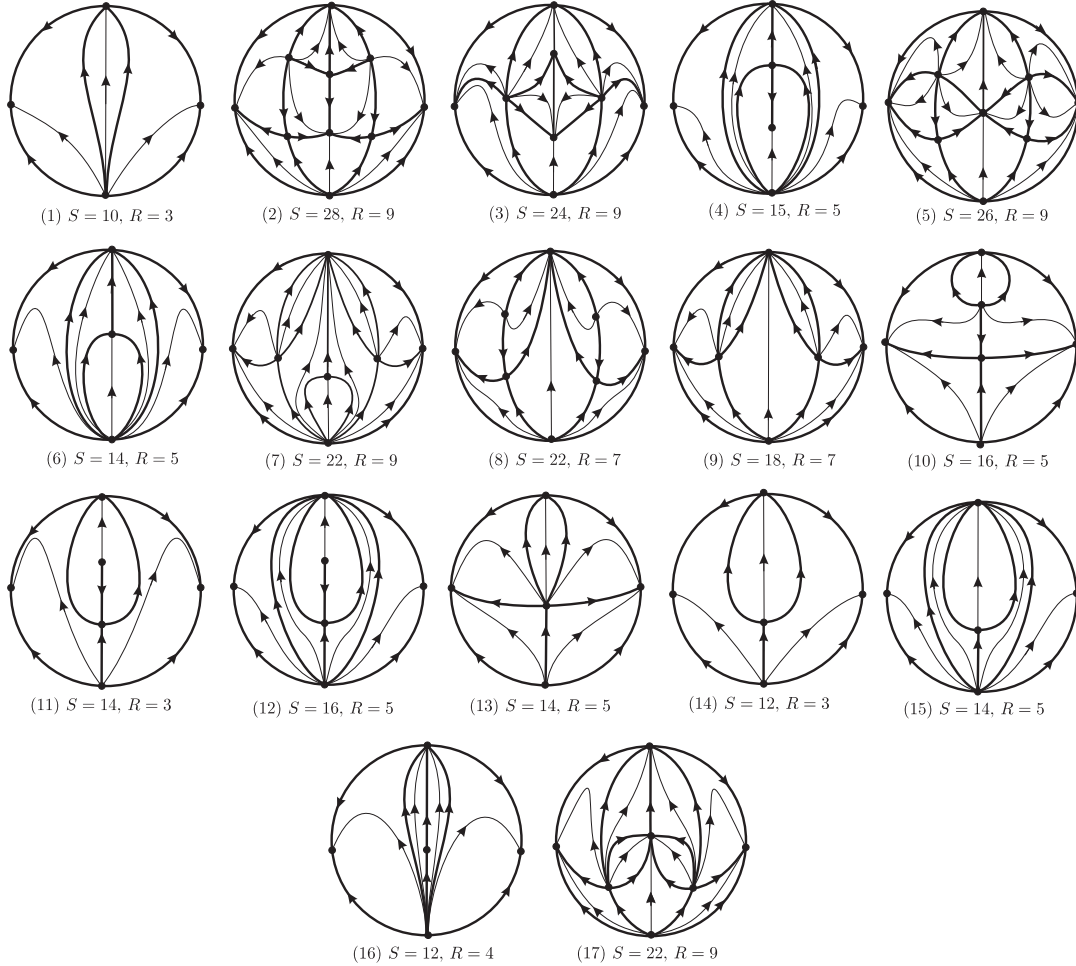 (1) S = 10, R = 3
(2) S = 28, R = 9
(3) S = 24, R = 9
(4) S = 15, R = 5
(5) S = 26, R = 9
(6) S = 14, R = 5
(7) S = 22, R = 9
(8) S = 22, R = 7
(9) S = 18, R = 7
(10) S = 16, R = 5
(11) S = 14, R = 3
(12) S = 16, R = 5
(13) S = 14, R = 5
(14) S = 12, R = 3
(15) S = 14, R = 5
(16) S = 12, R = 4
(17) S = 22, R = 9